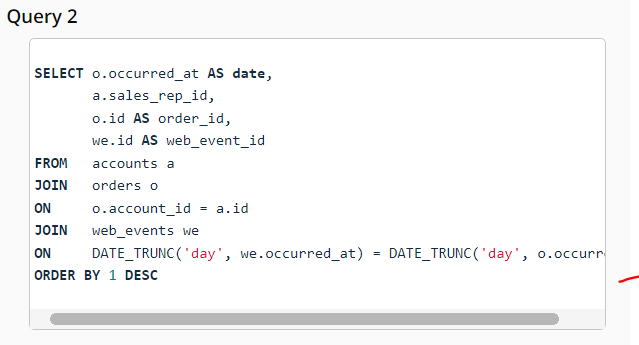 Query 2
SELECT o.occurred_at AS date,
a.sales_rep_id,
o.id AS order_id,
we.id AS web_event_id
FROM accounts a
JOIN orders o
ON o.account_id = a.id
JOIN web_events we
ON DATE_TRUNC('day', we.occurred_at) = DATE_TRUNC('day', o.occurr
ORDER BY 1 DESC